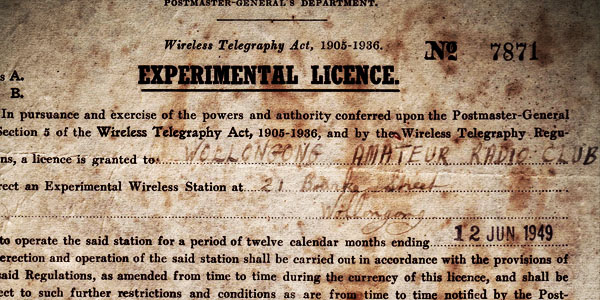 POSTMASTER-GENERAL'S DEPARTMENT.
Wireless Telegraphy Act, 1905-1936.
No 7871
s A.
B.
EXPERIMENTAL LICENCE.
In pursuance and exercise of the powers and authority conferred upon the Postmaster-General
Section 5 of the Wireless Telegraphy Act, 1905-1936, and by the Wireless Telegraphy Regu-
ns, a licence is granted to WOLLONGONG AMATEUR RADIO CLUB
rect an Experimental Wireless Station at 21 Street
Wollongong
to operate the said station for a period of twelve calendar months ending 12 JUN 1949
erection and operation of the said station shall be carried out in accordance with the provisions of
said Regulations, as amended from time to time during the currency of this licence, and shall be
ect to such further restrictions and conditions as are from time to time notified by the Post-